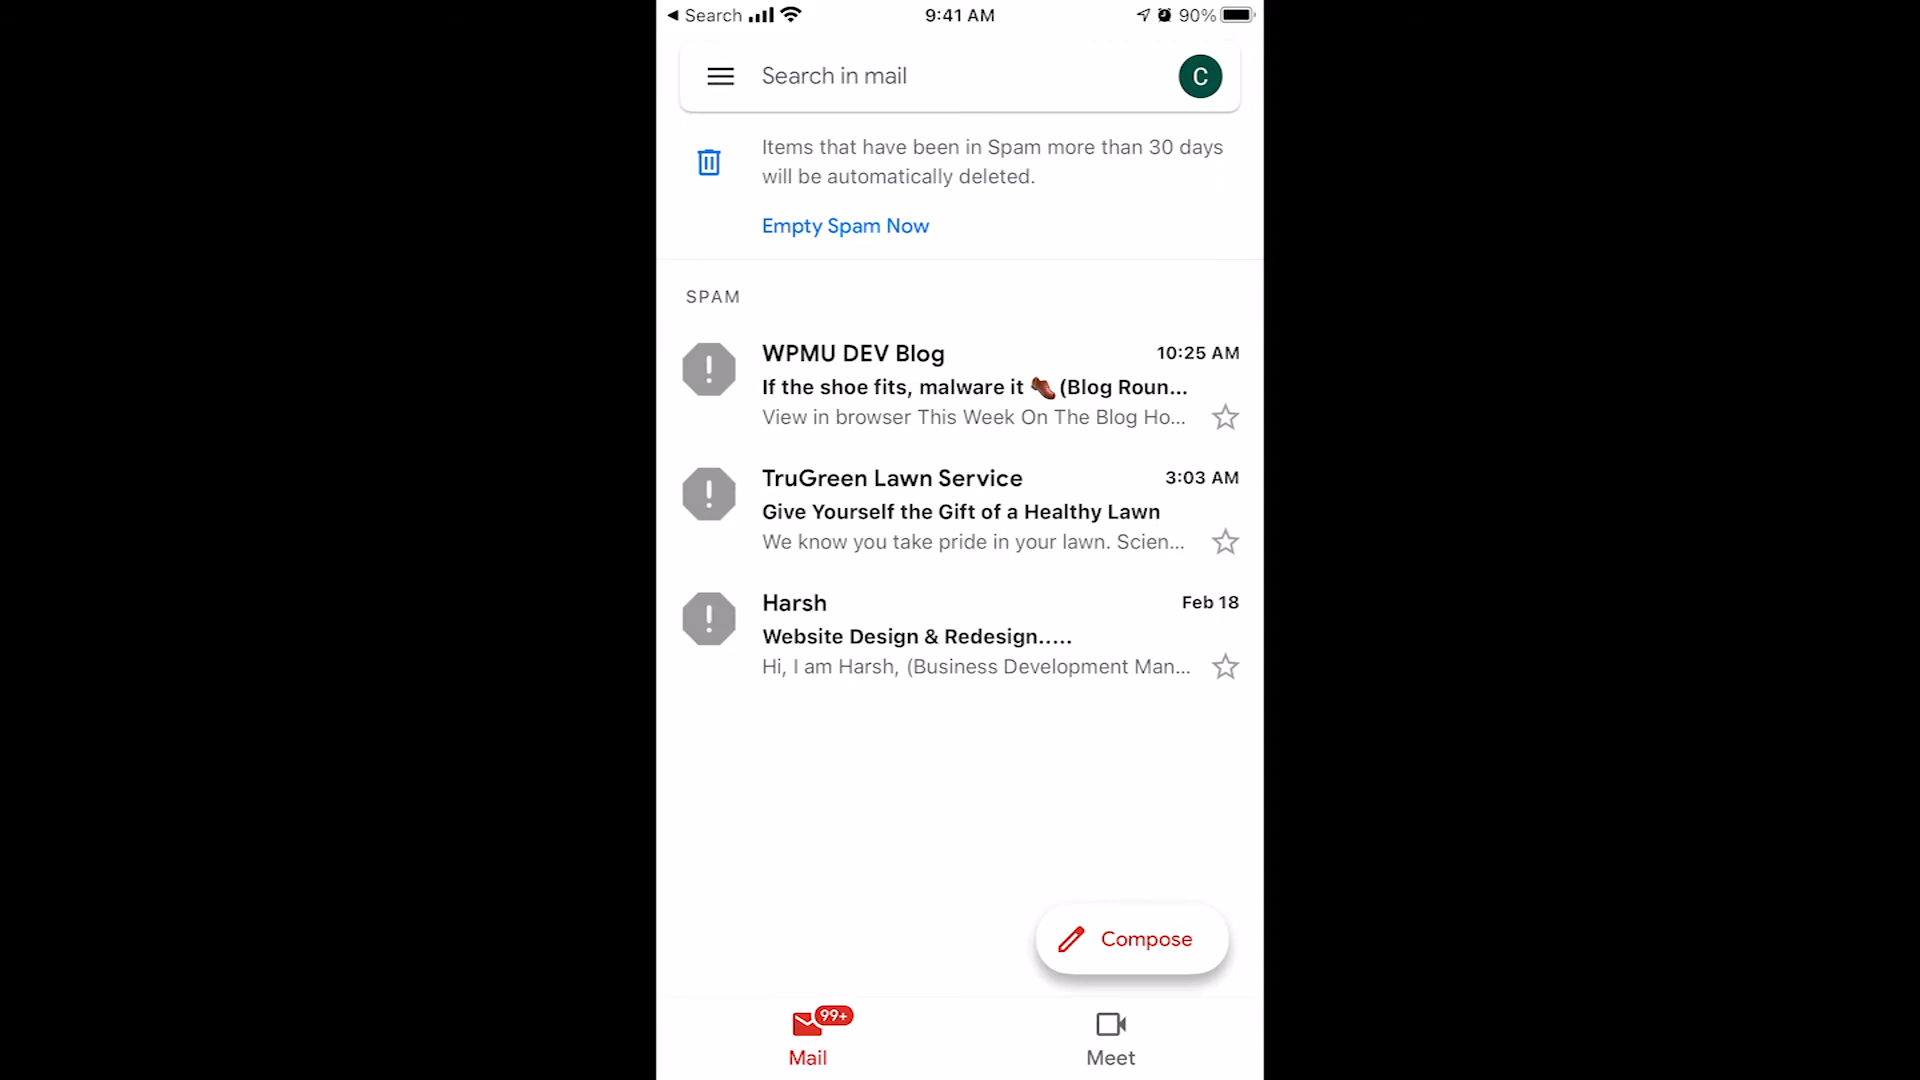 ◀ Search 9:41 AM 90%
Search in mail C
Items that have been in Spam more than 30 days
will be automatically deleted.
Empty Spam Now
SPAM
WPMU DEV Blog 10:25 AM
If the shoe fits, malware it 👞 (Blog Roun...
View in browser This Week On The Blog Ho...
TruGreen Lawn Service 3:03 AM
Give Yourself the Gift of a Healthy Lawn
We know you take pride in your lawn. Scien...
Harsh Feb 18
Website Design & Redesign.....
Hi, I am Harsh, (Business Development Man...
Compose
99+
Mail Meet